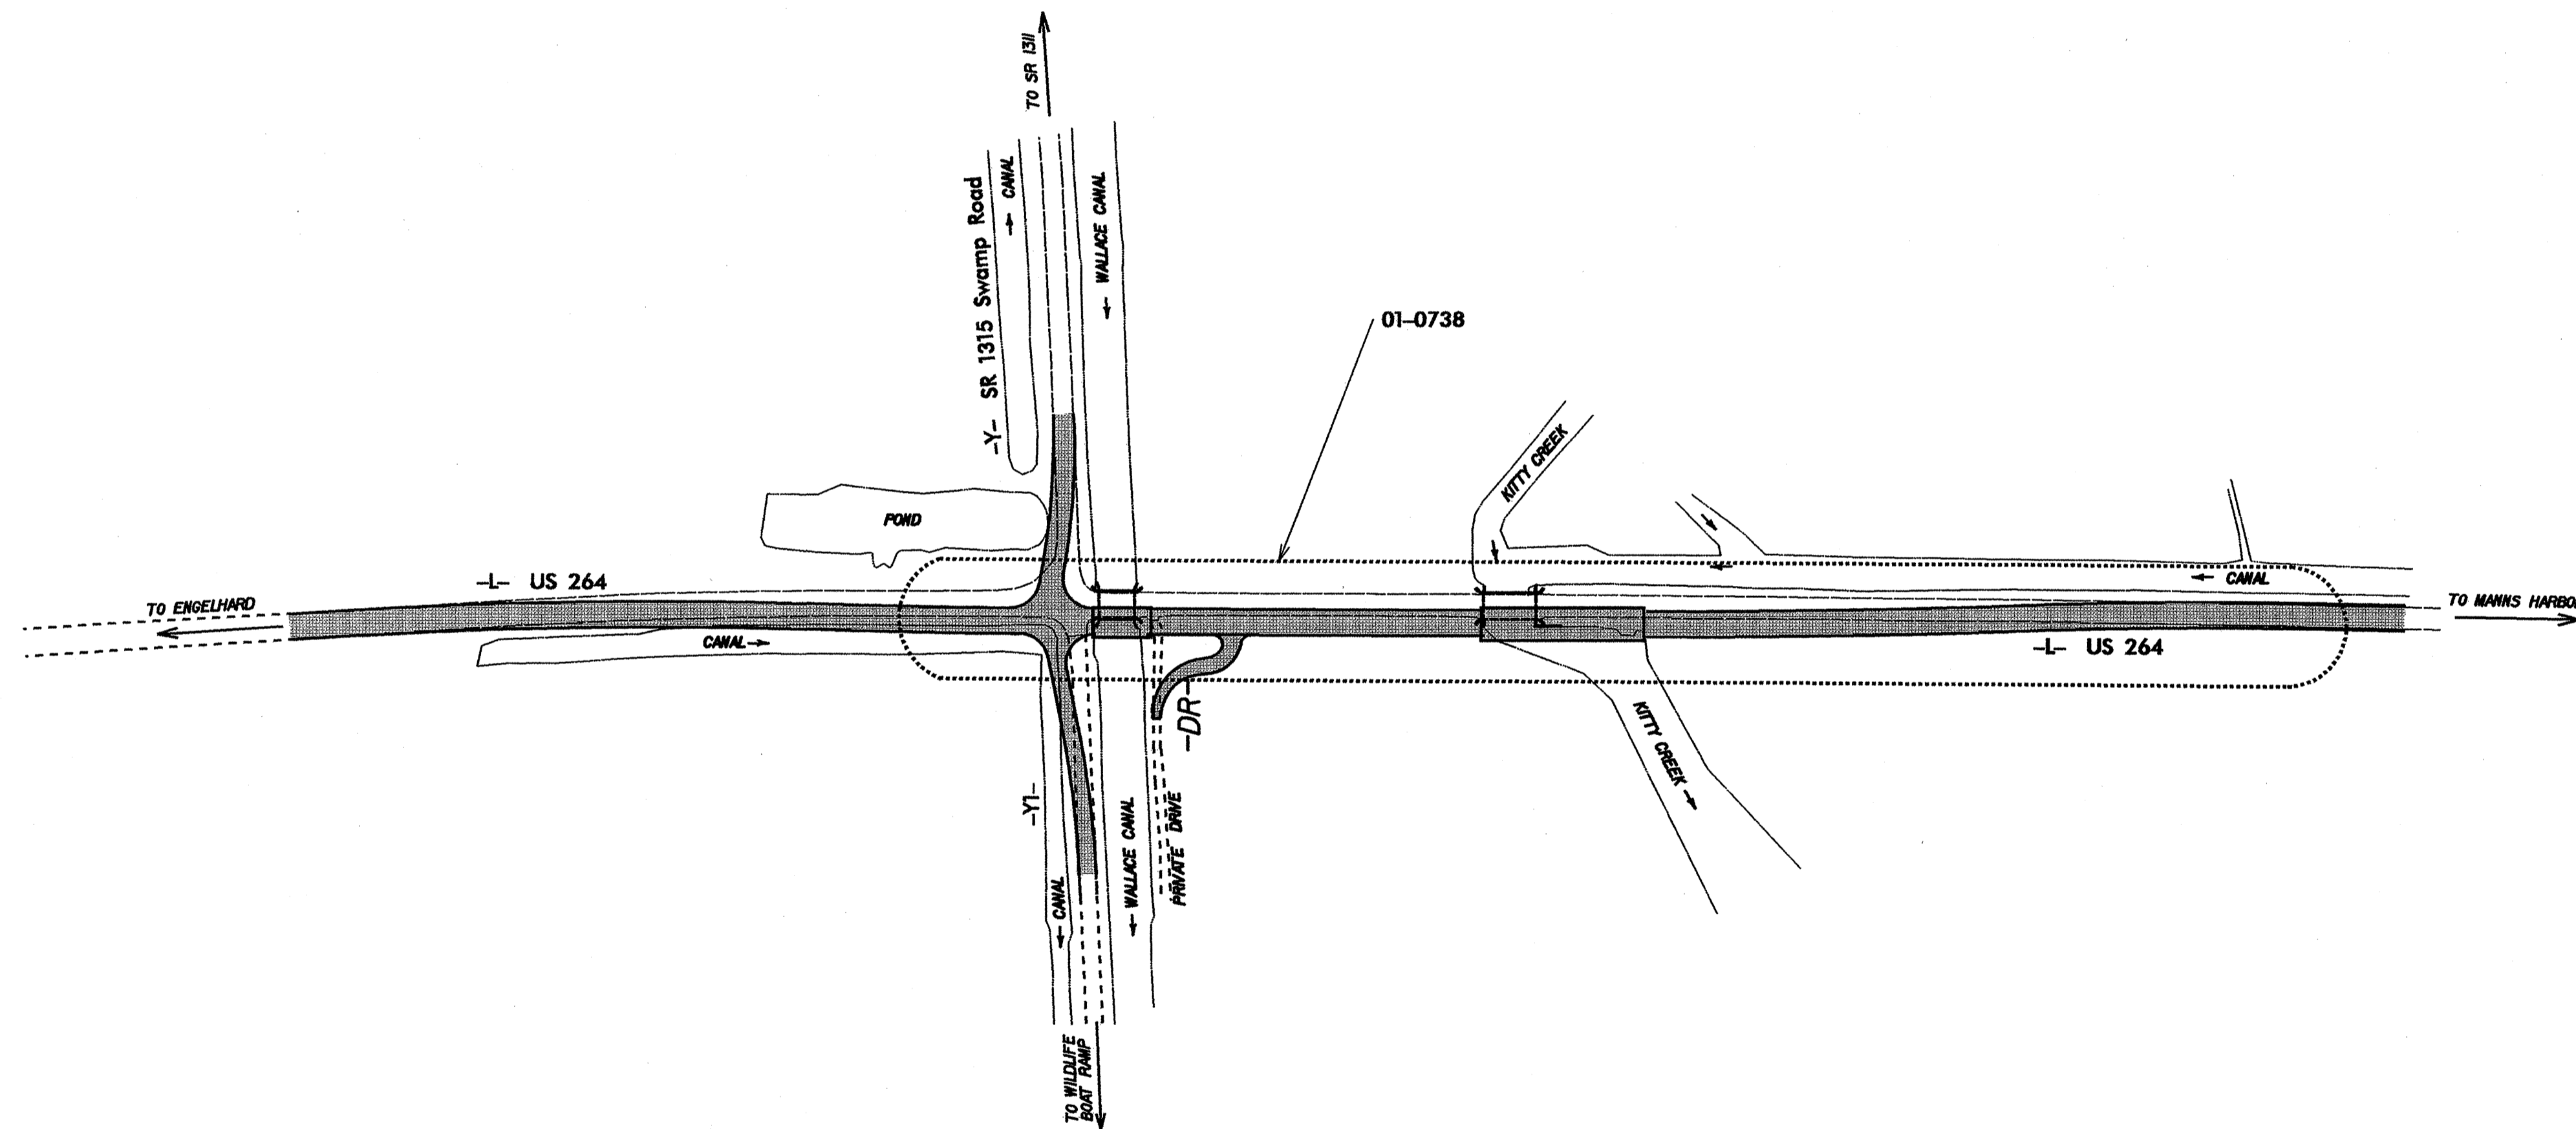 TO SR 1311
CANAL
WALLACE CANAL
-Y- SR 1315 Swamp Road
01-0738
KITTY CREEK
POND
-L- US 264
TO ENGELHARD
CANAL
CANAL
TO MANNS HARBO
-L- US 264
-DR-
KITTY CREEK
-Y1-
CANAL
WALLACE CANAL
PRIVATE DRIVE
TO WILDLIFE
BOAT RAMP